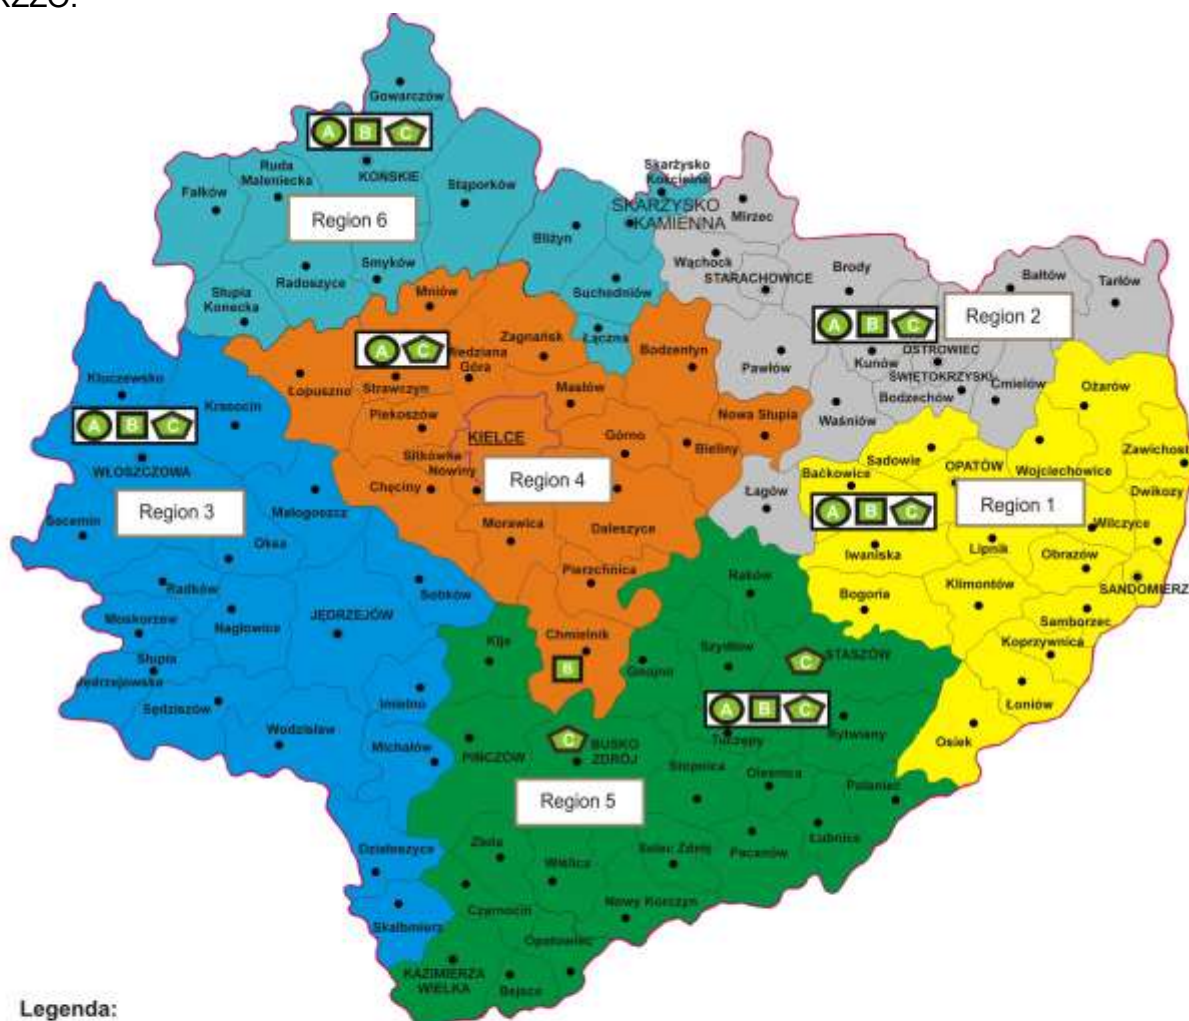 Gowarczów
A B C
KOŃSKIE
Ruda
Maleniecka
Fałków
Stąporków
Region 6
Skarżysko
Kościelne
SKARŻYSKO
KAMIENNA
Mirzec
Bliżyn
Wąchock
STARACHOWICE
Brody
Bałtów
Tarłów
Smyków
Radoszyce
Słupia
Konecka
Suchedniów
Mniów
Łączna
Zagnańsk
Bodzentyn
A B C
Region 2
Kunów
OSTROWIEC
ŚWIĘTOKRZYSKI
Pawłów
Bodzechów
Ćmielów
Waśniów
Ożarów
A C
Miedziana
Góra
Strawczyn
Łopuszno
Masłów
Piekoszów
Nowa Słupia
Kluczewsko
Krasocin
A B C
WŁOSZCZOWA
KIELCE
Górno
Bieliny
Sitkówka
Nowiny
Chęciny
Region 4
Łagów
Sadowie
OPATÓW
Wojciechowice
Zawichost
Baćkowice
Dwikozy
A B C
Region 1
Wilczyce
Region 3
Małogoszcz
Secemin
Morawica
Daleszyce
Iwaniska
Lipnik
Obrazów
Oksa
Pierzchnica
Raków
Klimontów
SANDOMIERZ
Radków
Sobków
Bogoria
Samborzec
Moskorzew
Nagłowice
JĘDRZEJÓW
Kije
Chmielnik
Szydłów
STASZÓW
Koprzywnica
B
C
Gnojno
Słupia
Jędrzejowska
Sędziszów
Imielno
Łoniów
A B C
Tuczępy
Rytwiany
Osiek
Wodzisław
Michałów
PIŃCZÓW
C
BUSKO
ZDRÓJ
Stopnica
Oleśnica
Połaniec
Region 5
Łubnice
Pacanów
Solec Zdrój
Złota
Wiślica
Działoszyce
Czarnocin
Nowy Korczyn
Skalbmierz
Opatowiec
KAZIMIERZA
WIELKA
Bejsce
Legenda: